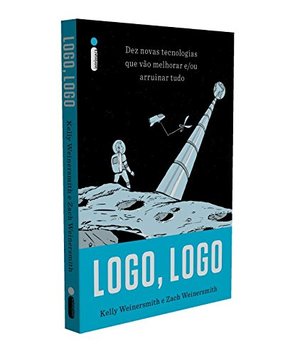 Dez novas tecnologias
que vão melhorar e/ou
arruinar tudo
LOGO, LOGO
Kelly Weinersmith e Zach Weinersmith
LOGO, LOGO
Kelly Weinersmith e Zach Weinersmith